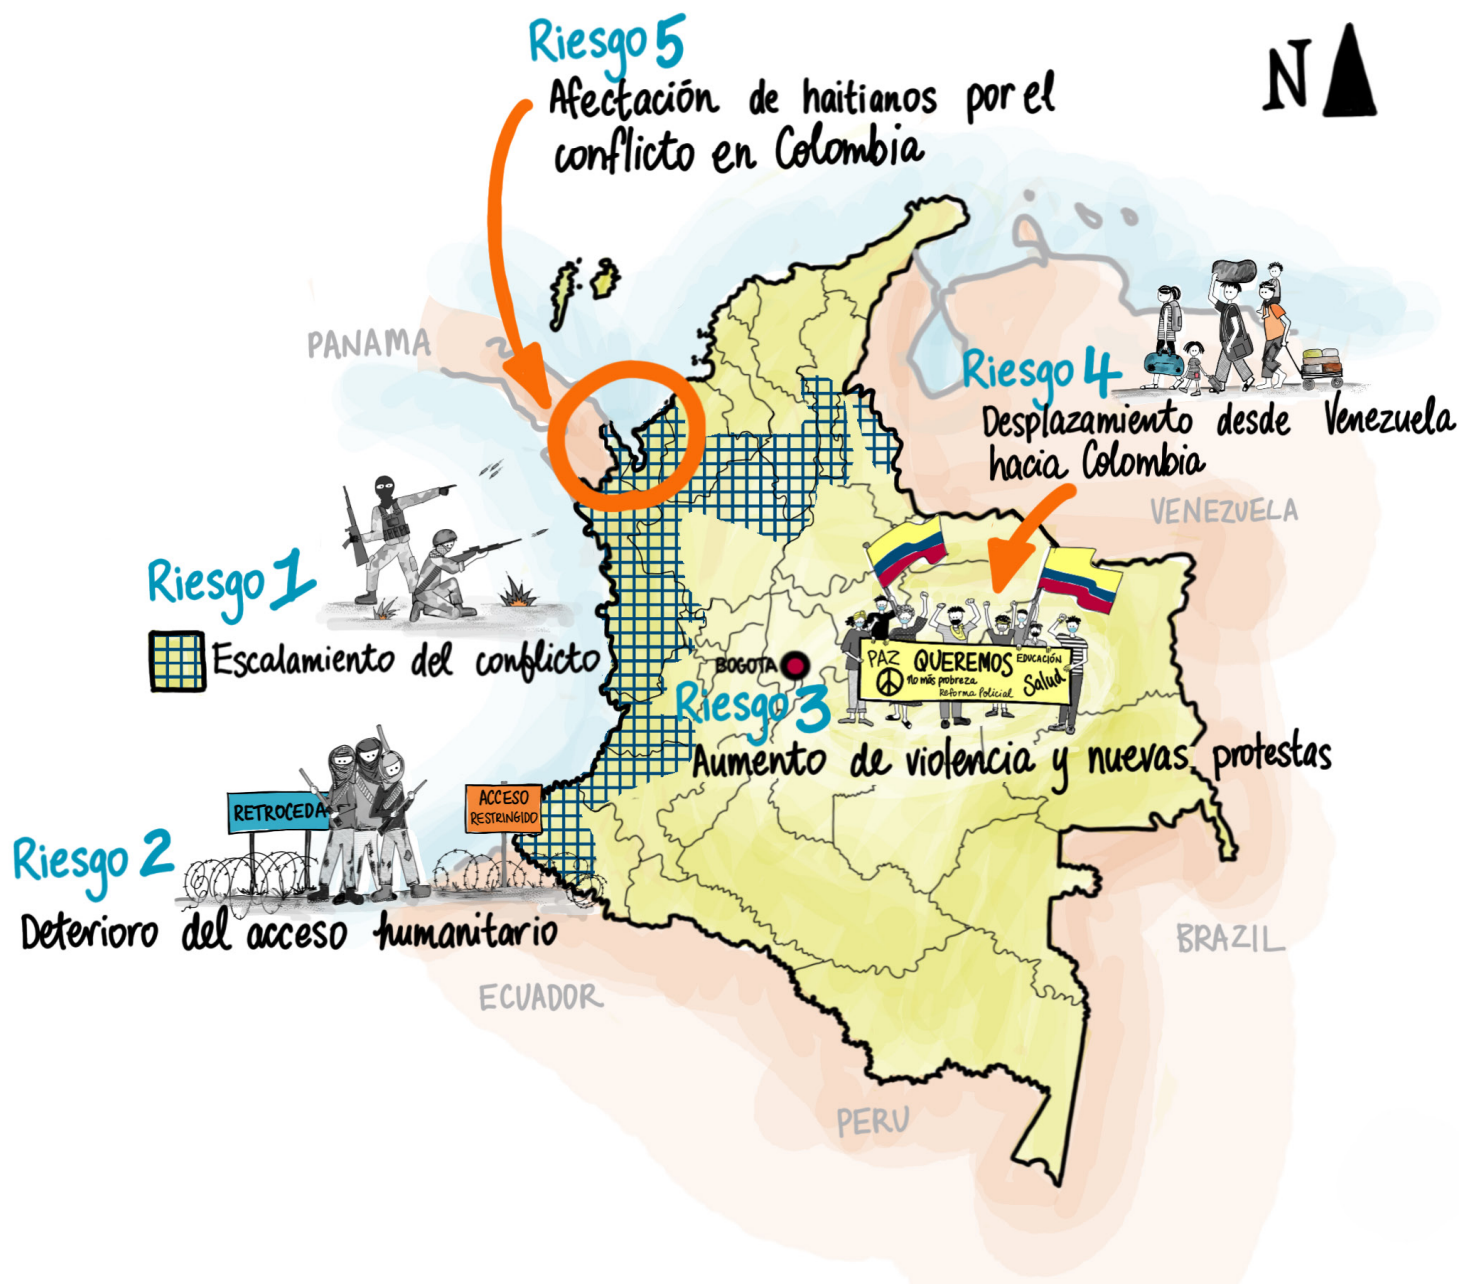 Riesgo 5
Afectación de haitianos por el
conflicto en Colombia
N
PANAMA
Riesgo 4
Desplazamiento desde Venezuela
hacia Colombia
VENEZUELA
Riesgo 1
Escalamiento del conflicto
BOGOTA
PAZ
QUEREMOS
EDUCACIÓN
no más pobreza
Reforma Policial
Salud
Riesgo 3
Aumento de violencia y nuevas protestas
RETROCEDA
ACCESO
RESTRINGIDO
Riesgo 2
Deterioro del acceso humanitario
BRAZIL
ECUADOR
PERU